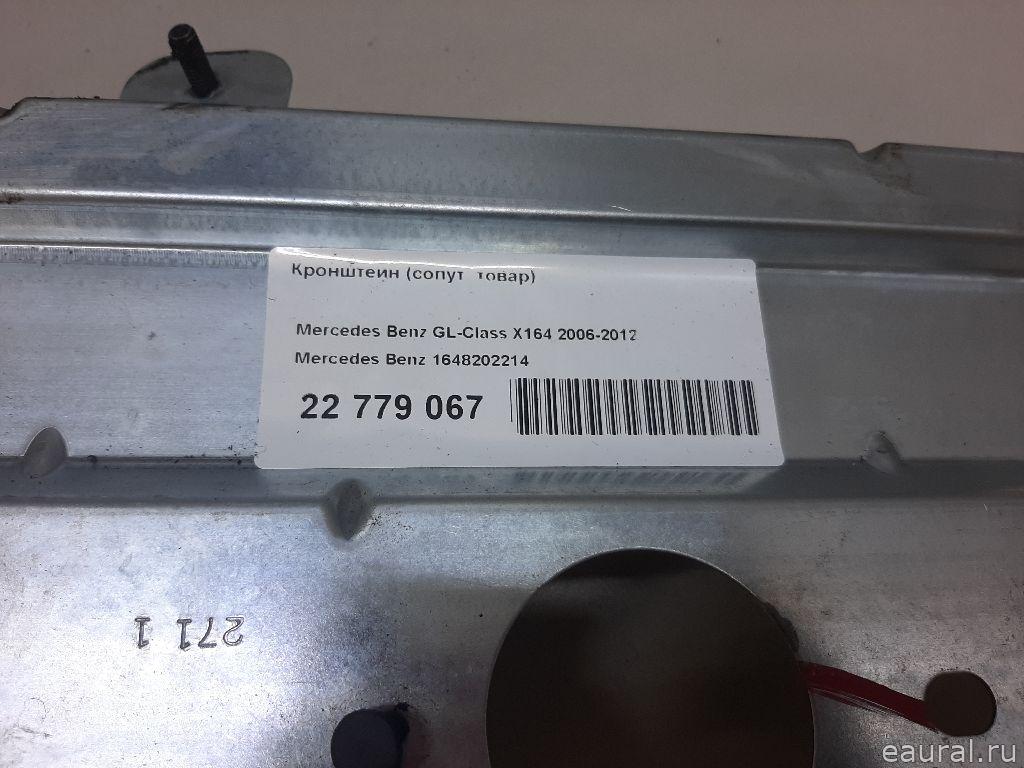 Кронштейн (сопут товар)
Mercedes Benz GL-Class X164 2006-2012
Mercedes Benz 1648202214
22 779 067
271 1
eaural.ru